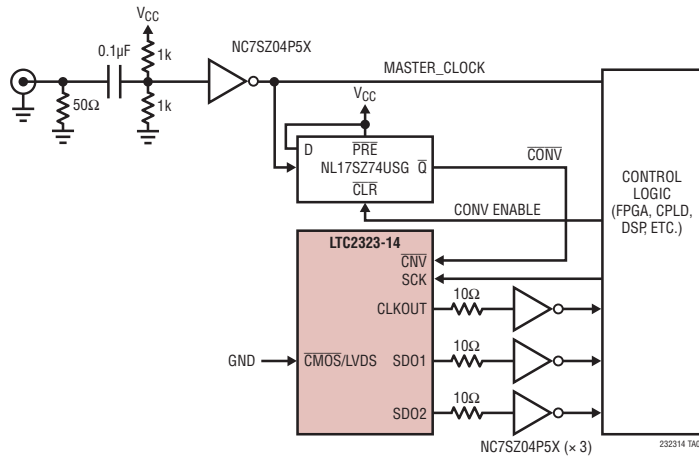 VCC
NC7SZ04P5X
0.1µF
1k
MASTER_CLOCK
50Ω
1k
VCC
D
PRE
NL17SZ74USG
Q
CONV
CLR
CONV ENABLE
CONTROL
LOGIC
(FPGA, CPLD,
DSP, ETC.)
LTC2323-14
CNV
SCK
10Ω
CLKOUT
GND
CMOS/LVDS
10Ω
SDO1
10Ω
SDO2
NC7SZ04P5X (× 3)